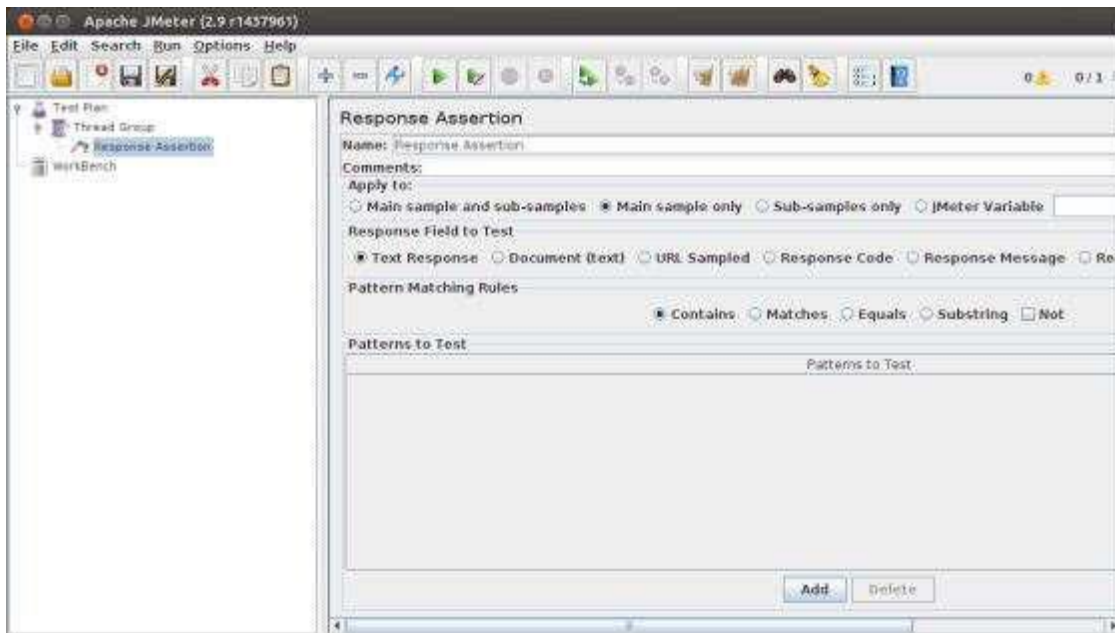 Apache JMeter (2.9 r1437961)
File Edit Search Run Options Help
0 0/1
Test Plan
Thread Group
Response Assertion
WorkBench
Response Assertion
Name: Response Assertion
Comments:
Apply to:
Main sample and sub-samples Main sample only Sub-samples only JMeter Variable
Response Field to Test
Text Response Document (text) URL Sampled Response Code Response Message Re
Pattern Matching Rules
Contains Matches Equals Substring Not
Patterns to Test
Patterns to Test
Add Delete